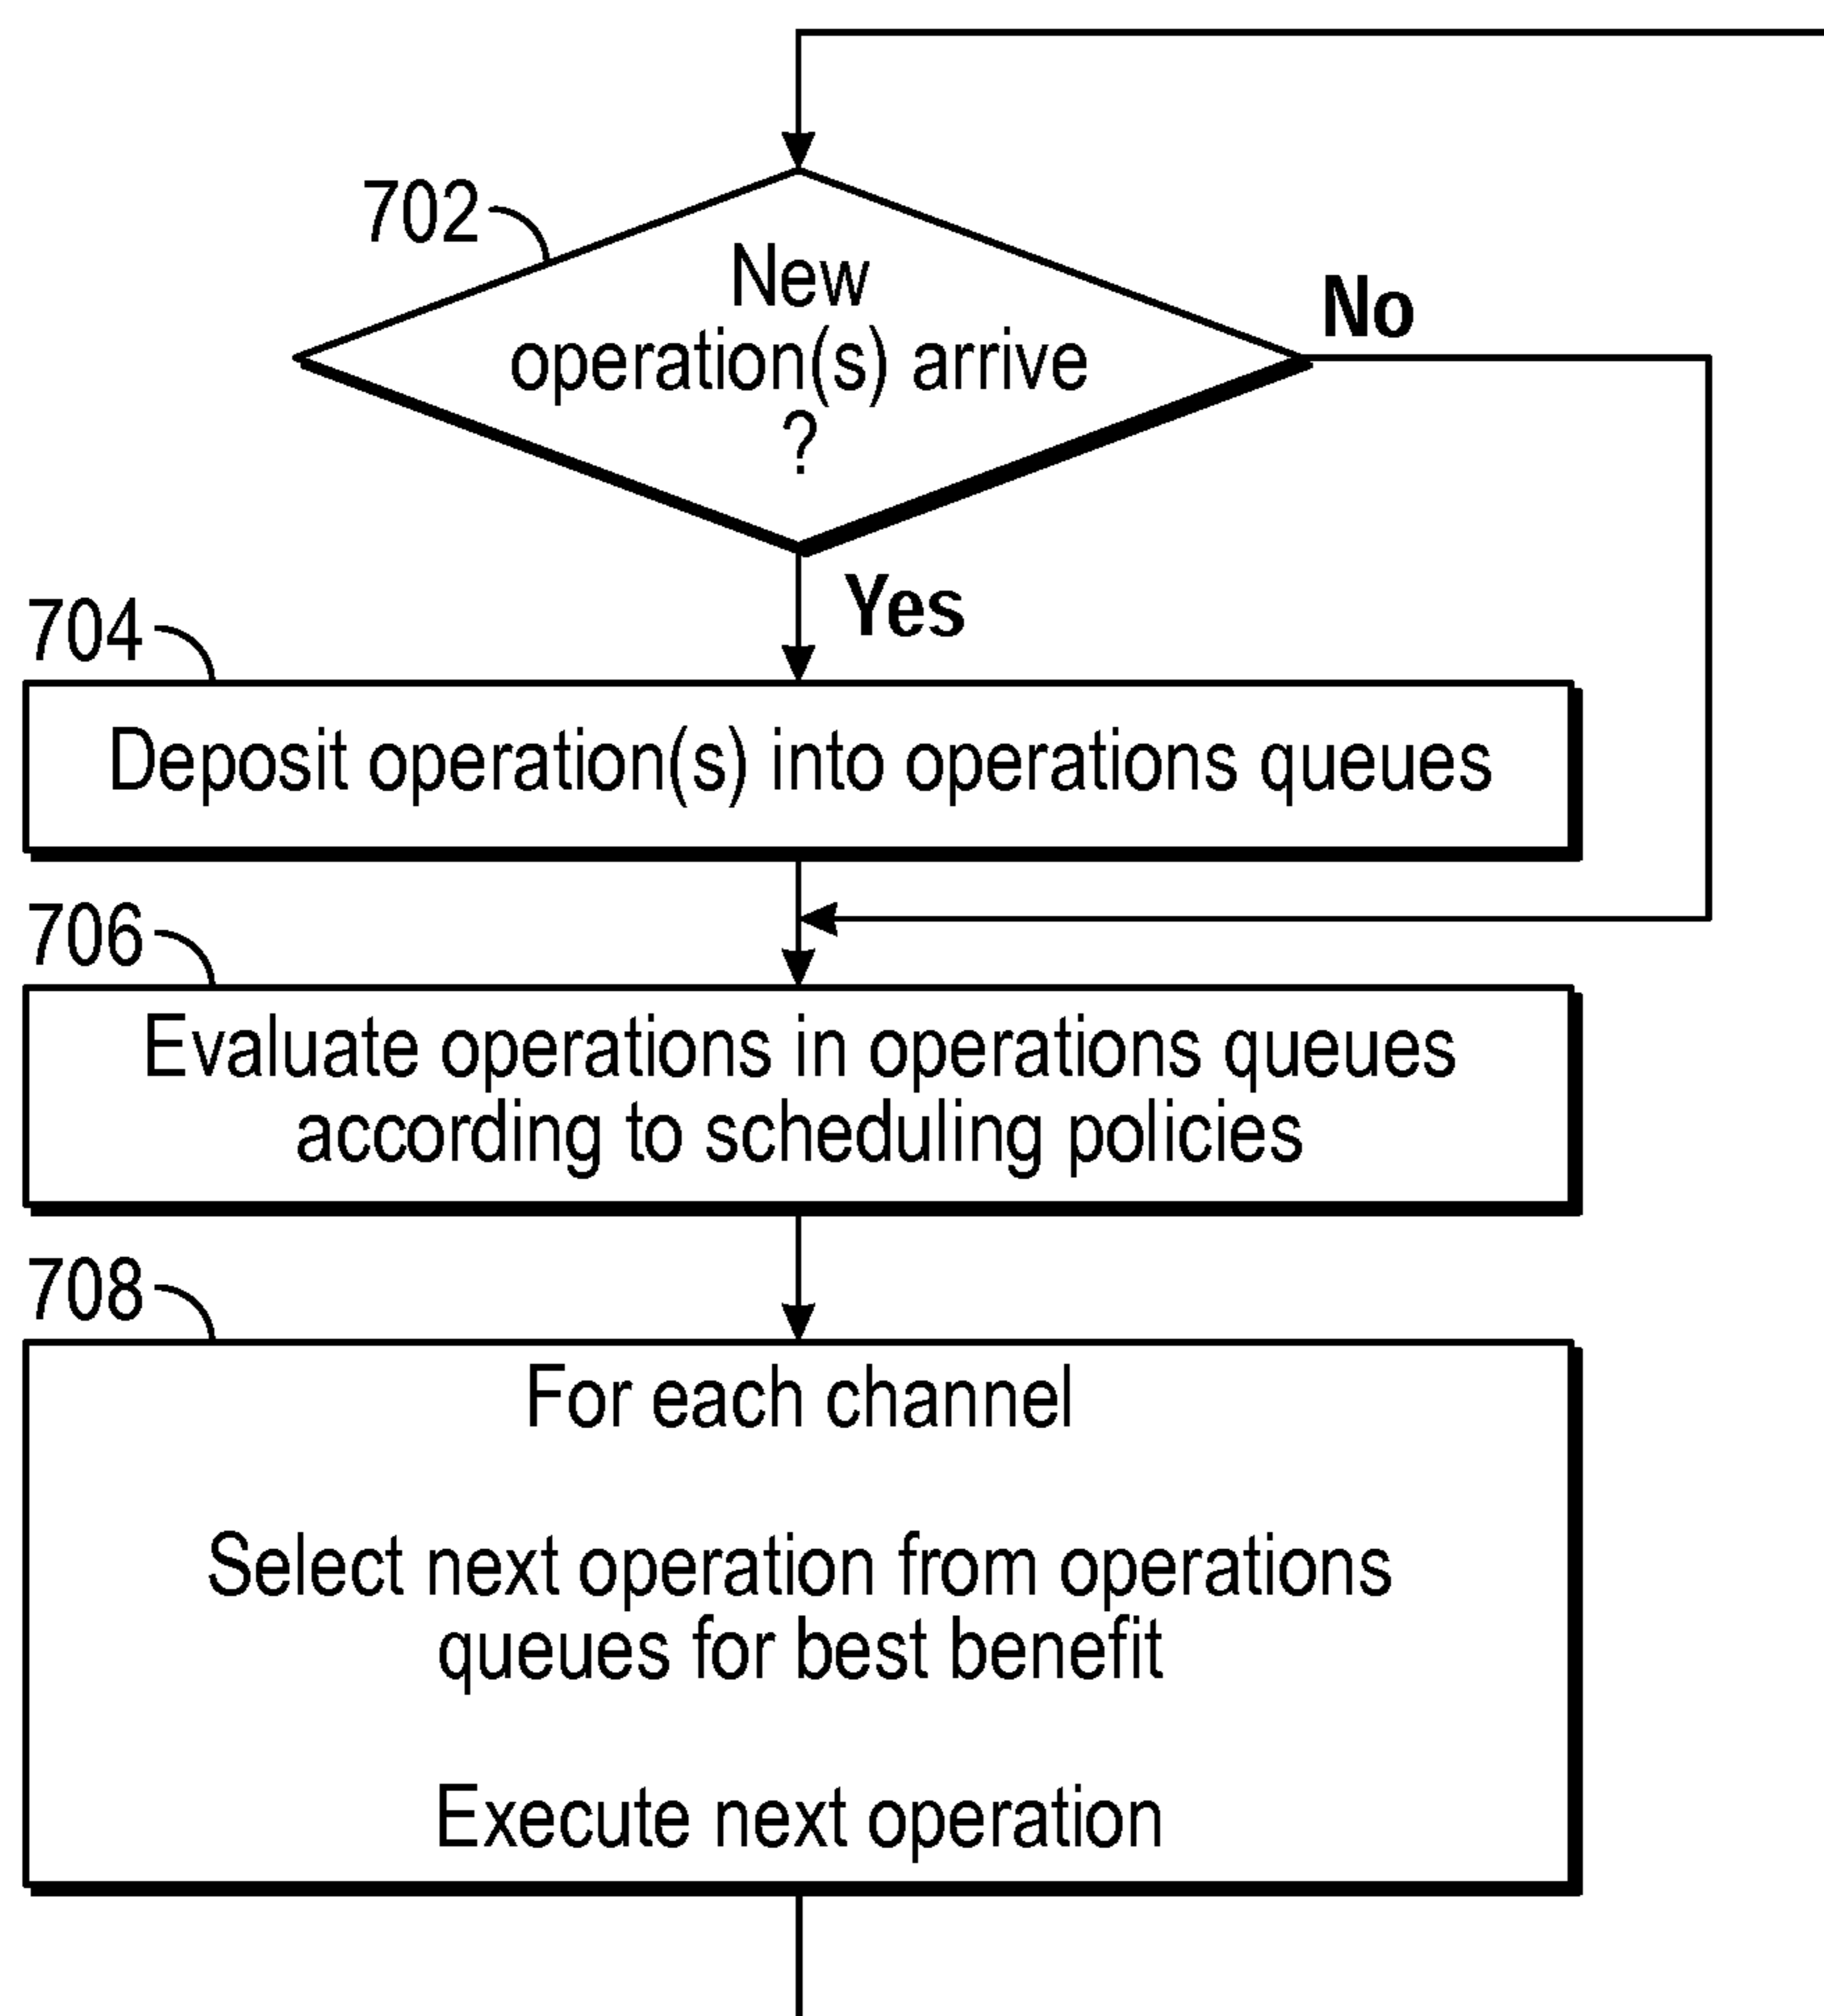 702
New
operation(s) arrive
?
No
Yes
704
Deposit operation(s) into operations queues
706
Evaluate operations in operations queues
according to scheduling policies
708
For each channel
Select next operation from operations
queues for best benefit
Execute next operation